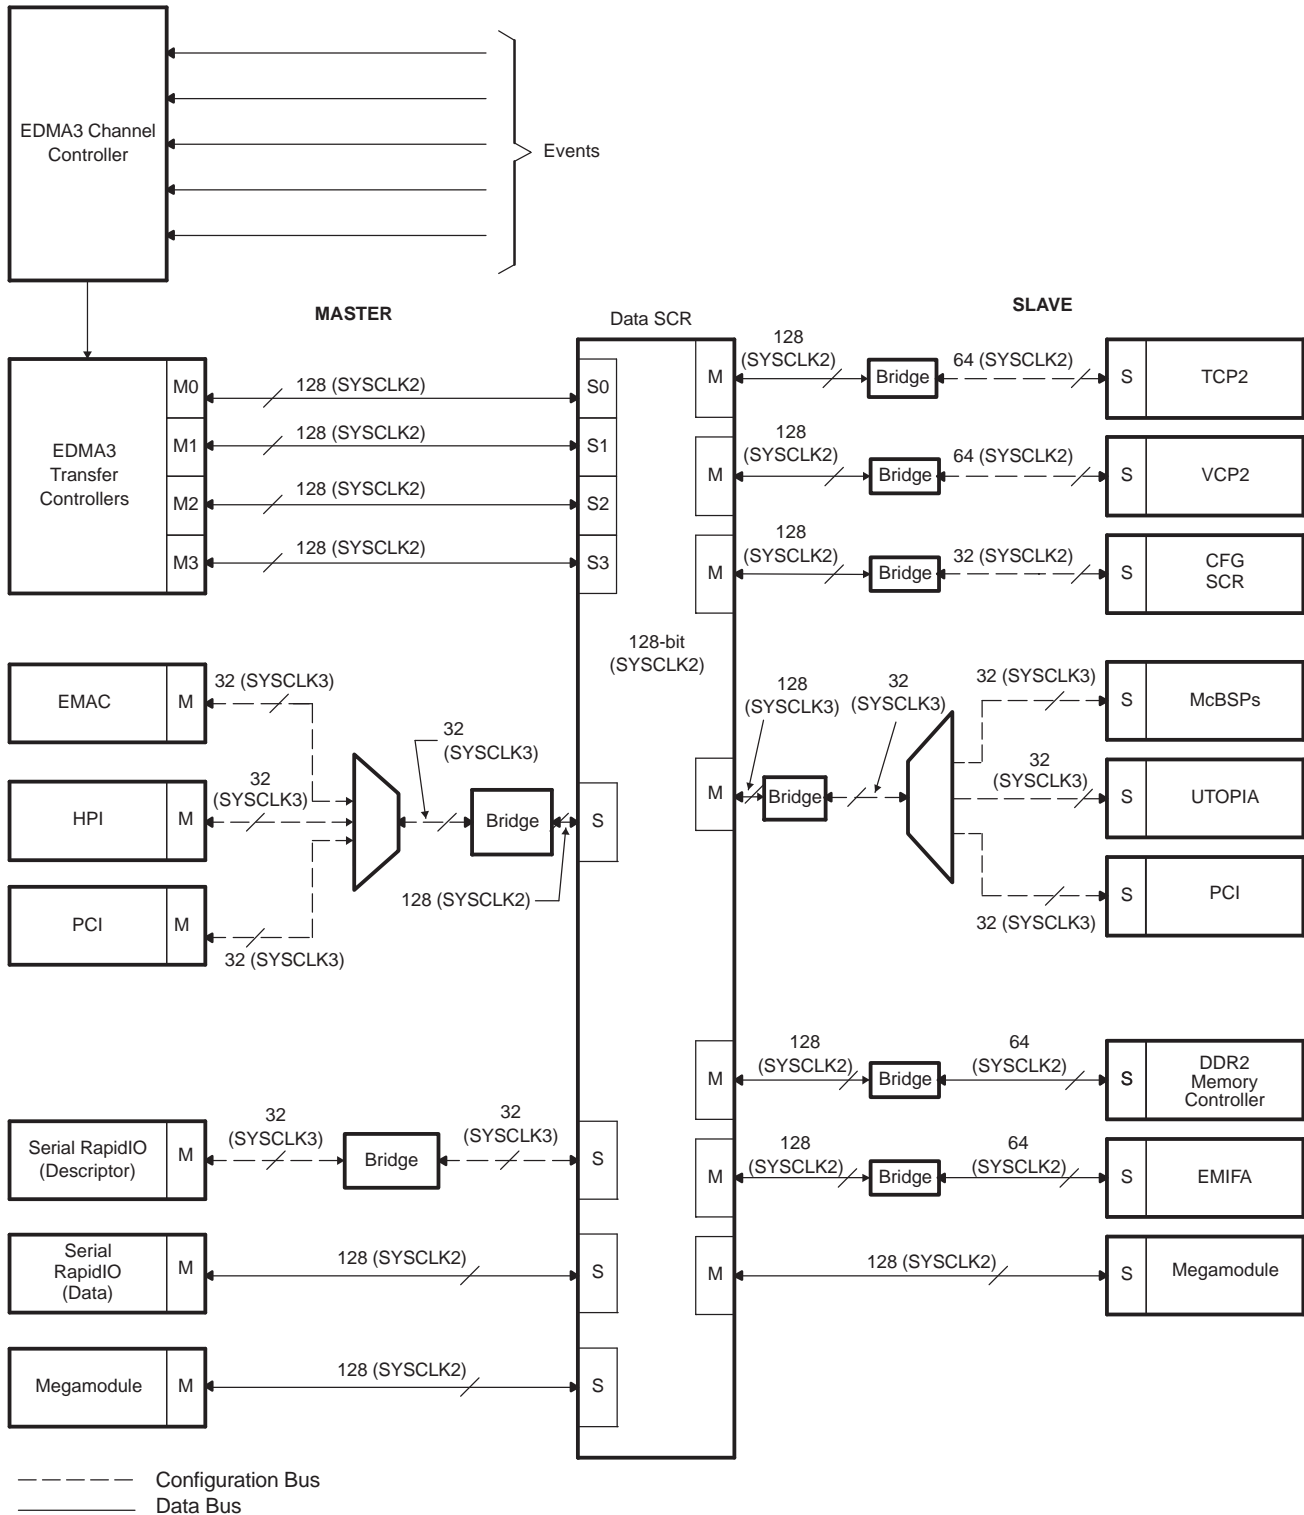 EDMA3 Channel
Controller
Events
MASTER
SLAVE
Data SCR
EDMA3
Transfer
Controllers
M0
128 (SYSCLK2)
S0
M1
128 (SYSCLK2)
S1
M2
128 (SYSCLK2)
S2
M3
128 (SYSCLK2)
S3
M
128
(SYSCLK2)
Bridge
64 (SYSCLK2)
S
TCP2
M
128
(SYSCLK2)
Bridge
64 (SYSCLK2)
S
VCP2
M
128
(SYSCLK2)
Bridge
32 (SYSCLK2)
S
CFG
SCR
128-bit
(SYSCLK2)
EMAC
M
32 (SYSCLK3)
HPI
M
32
(SYSCLK3)
PCI
M
32 (SYSCLK3)
32
(SYSCLK3)
Bridge
128 (SYSCLK2)
S
M
128
(SYSCLK3)
Bridge
32
(SYSCLK3)
32 (SYSCLK3)
S
McBSPs
32
(SYSCLK3)
S
UTOPIA
32 (SYSCLK3)
S
PCI
M
128
(SYSCLK2)
Bridge
64
(SYSCLK2)
S
DDR2
Memory
Controller
Serial RapidIO
(Descriptor)
M
32
(SYSCLK3)
Bridge
32
(SYSCLK3)
S
M
128
(SYSCLK2)
Bridge
64
(SYSCLK2)
S
EMIFA
Serial
RapidIO
(Data)
M
128 (SYSCLK2)
S
M
128 (SYSCLK2)
S
Megamodule
Megamodule
M
128 (SYSCLK2)
S
Configuration Bus
Data Bus